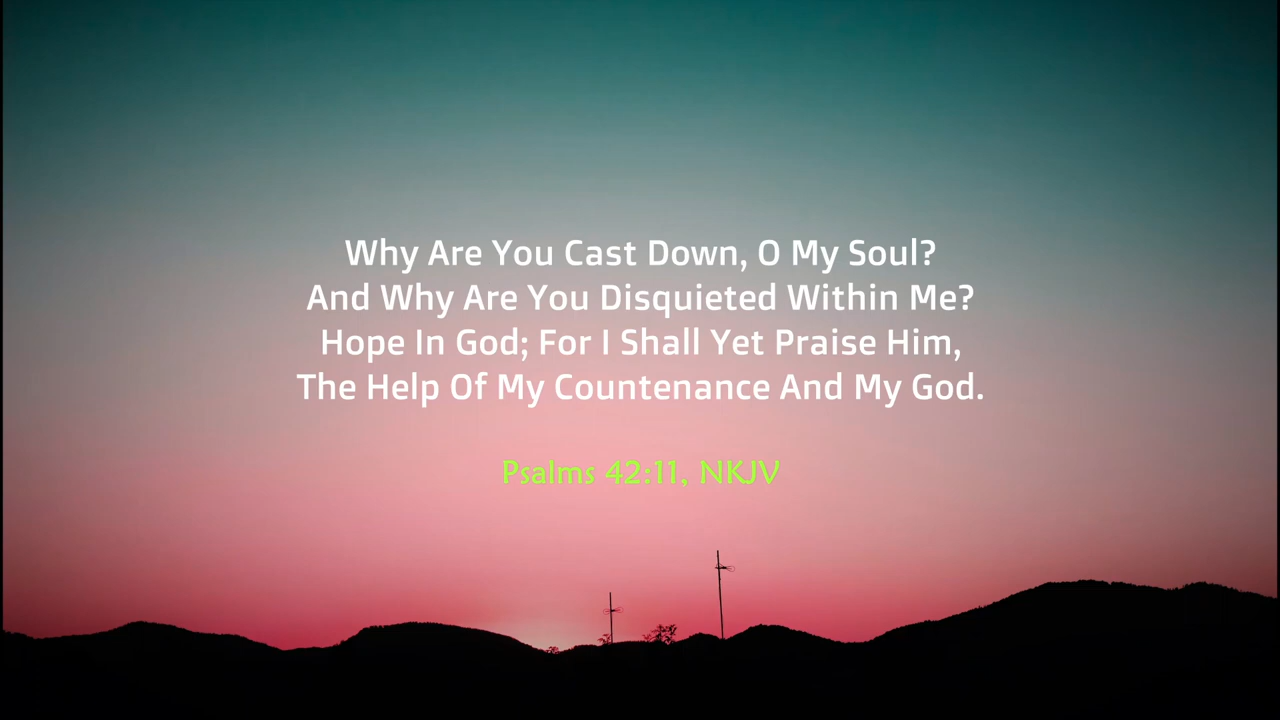 Why Are You Cast Down, O My Soul?
And Why Are You Disquieted Within Me?
Hope In God; For I Shall Yet Praise Him,
The Help Of My Countenance And My God.
Psalms 42:11, NKJV